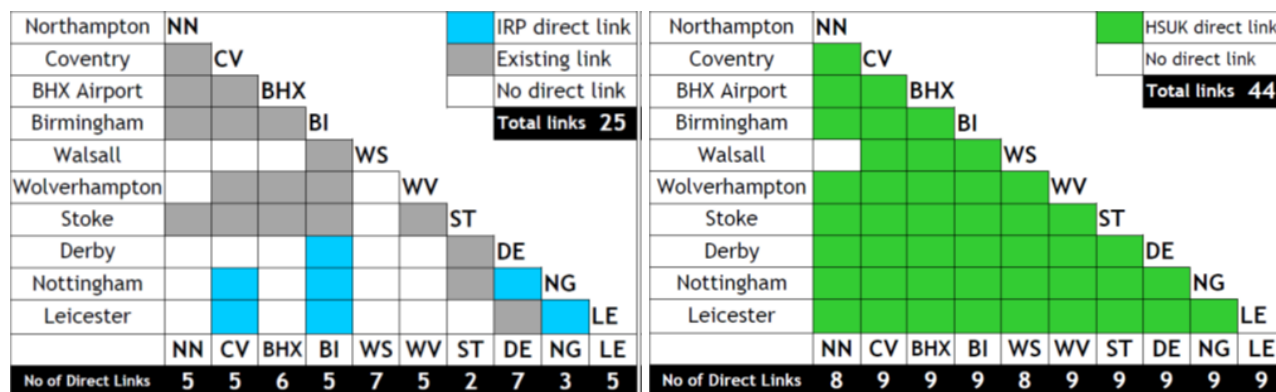 Northampton NN IRP direct link
Coventry CV Existing link
BHX Airport BHX No direct link
Birmingham BI Total links 25
Walsall WS
Wolverhampton WV
Stoke ST
Derby DE
Nottingham NG
Leicester LE
NN CV BHX BI WS WV ST DE NG LE
No of Direct Links 5 5 6 5 7 5 2 7 3 5
Northampton NN HSUK direct link
Coventry CV No direct link
BHX Airport BHX Total links 44
Birmingham BI
Walsall WS
Wolverhampton WV
Stoke ST
Derby DE
Nottingham NG
Leicester LE
NN CV BHX BI WS WV ST DE NG LE
No of Direct Links 8 9 9 9 8 9 9 9 9 9